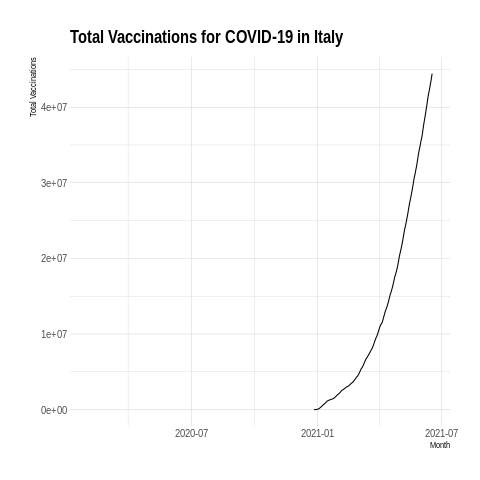 Total Vaccinations for COVID-19 in Italy
Total Vaccinations
4e+07
3e+07
2e+07
1e+07
0e+00
2020-07
2021-01
2021-07
Month